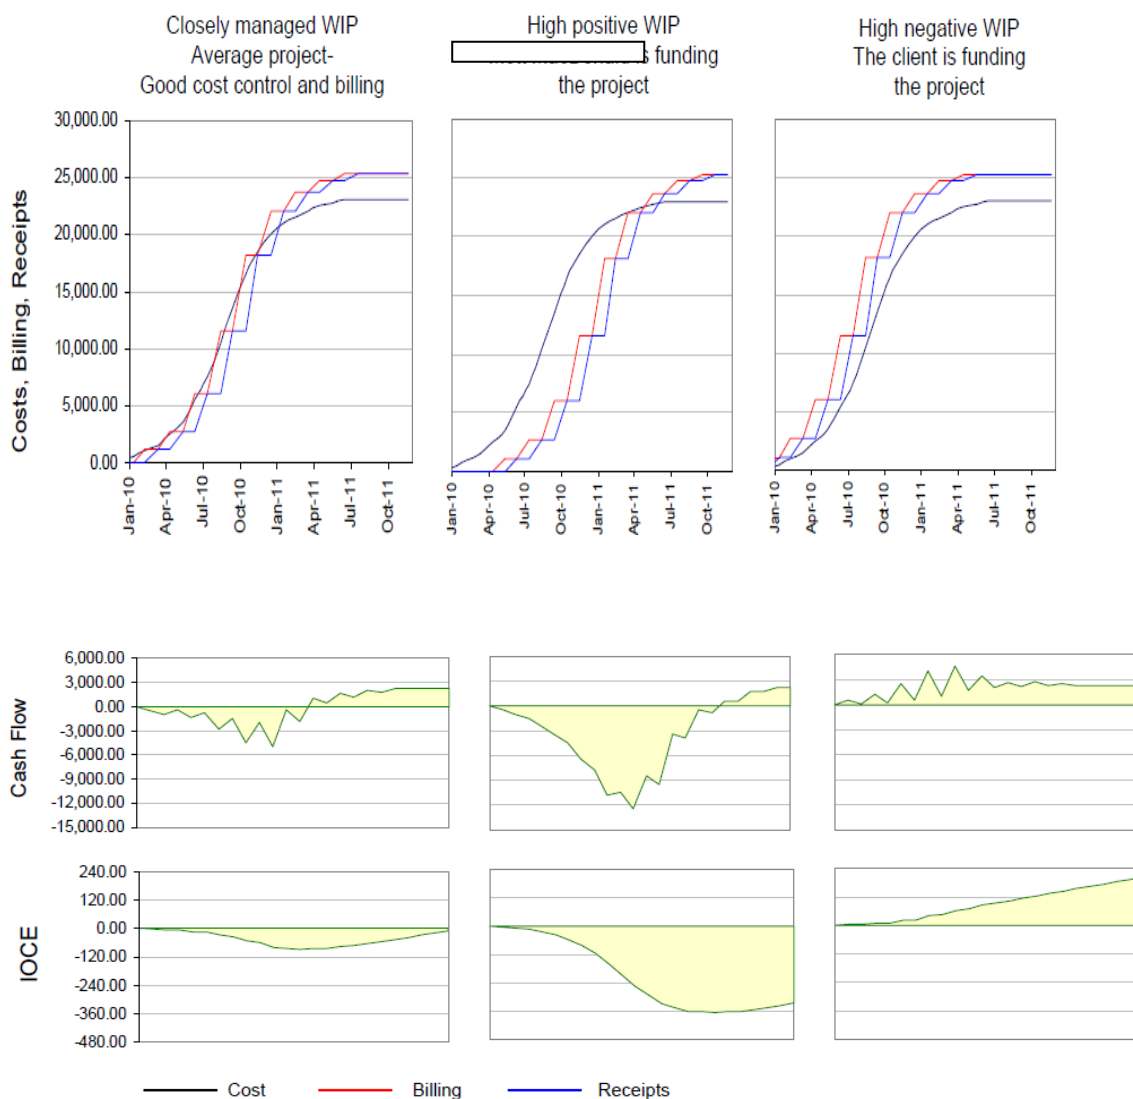 Closely managed WIP
Average project-
Good cost control and billing
High positive WIP
funding
the project
High negative WIP
The client is funding
the project
Costs, Billing, Receipts
30,000.00
25,000.00
20,000.00
15,000.00
10,000.00
5,000.00
0.00
Jan-10
Apr-10
Jul-10
Oct-10
Jan-11
Apr-11
Jul-11
Oct-11
Jan-10
Apr-10
Jul-10
Oct-10
Jan-11
Apr-11
Jul-11
Oct-11
Jan-10
Apr-10
Jul-10
Oct-10
Jan-11
Apr-11
Jul-11
Oct-11
Cash Flow
6,000.00
3,000.00
0.00
-3,000.00
-6,000.00
-9,000.00
-12,000.00
-15,000.00
IOCE
240.00
120.00
0.00
-120.00
-240.00
-360.00
-480.00
Cost
Billing
Receipts